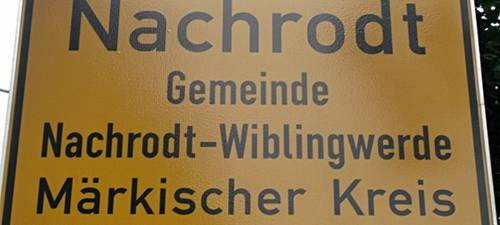 Nachrodt
Gemeinde
Nachrodt-Wiblingwerde
Märkischer Kreis